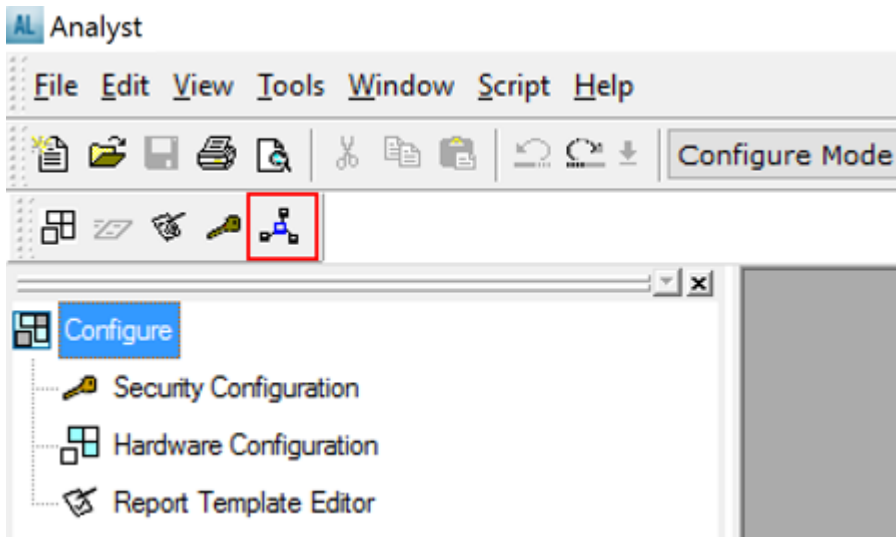 AL Analyst
File Edit View Tools Window Script Help
Configure Mode
Configure
Security Configuration
Hardware Configuration
Report Template Editor